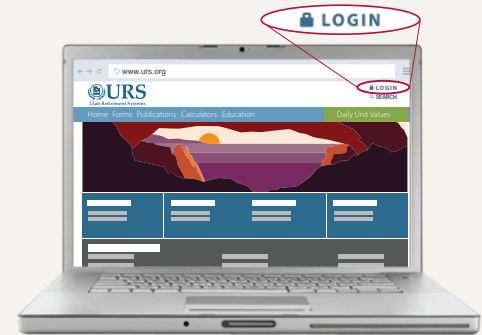 LOGIN
www.urs.org
URS
Utah Retirement Systems
LOGIN
SEARCH
Home Forms Publications Calculators Education
Daily Unit Values